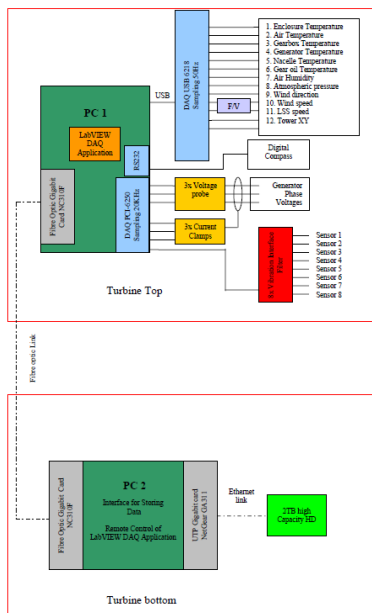 1. Enclosure Temperature
2. Air Temperature
3. Gearbox Temperature
4. Generator Temperature
5. Nacelle Temperature
6. Gear oil Temperature
7. Air Humidity
8. Atmospheric pressure
9. Wind direction
10. Wind speed
11. LSS speed
12. Tower XY
DAQ USB 6218
Sampling 50Hz
USB
F/V
PC 1
LabVIEW
DAQ
Application
RS232
Digital
Compass
Fibre Optic Gigabit
Card NC310F
DAQ PCI-6250
Sampling 20KHz
3x Voltage
probe
Generator
Phase
Voltages
3x Current
Clamps
8x Vibration Interface
Filter
Sensor 1
Sensor 2
Sensor 3
Sensor 4
Sensor 5
Sensor 6
Sensor 7
Sensor 8
Turbine Top
Fibre optic Link
Fibre Optic Gigabit Card
NC310F
PC 2
Interface for Storing
Data
Remote Control of
LabVIEW DAQ Application
UTP Gigabit card
NetGear GA311
Ethernet
link
2TB high
Capacity HD
Turbine bottom